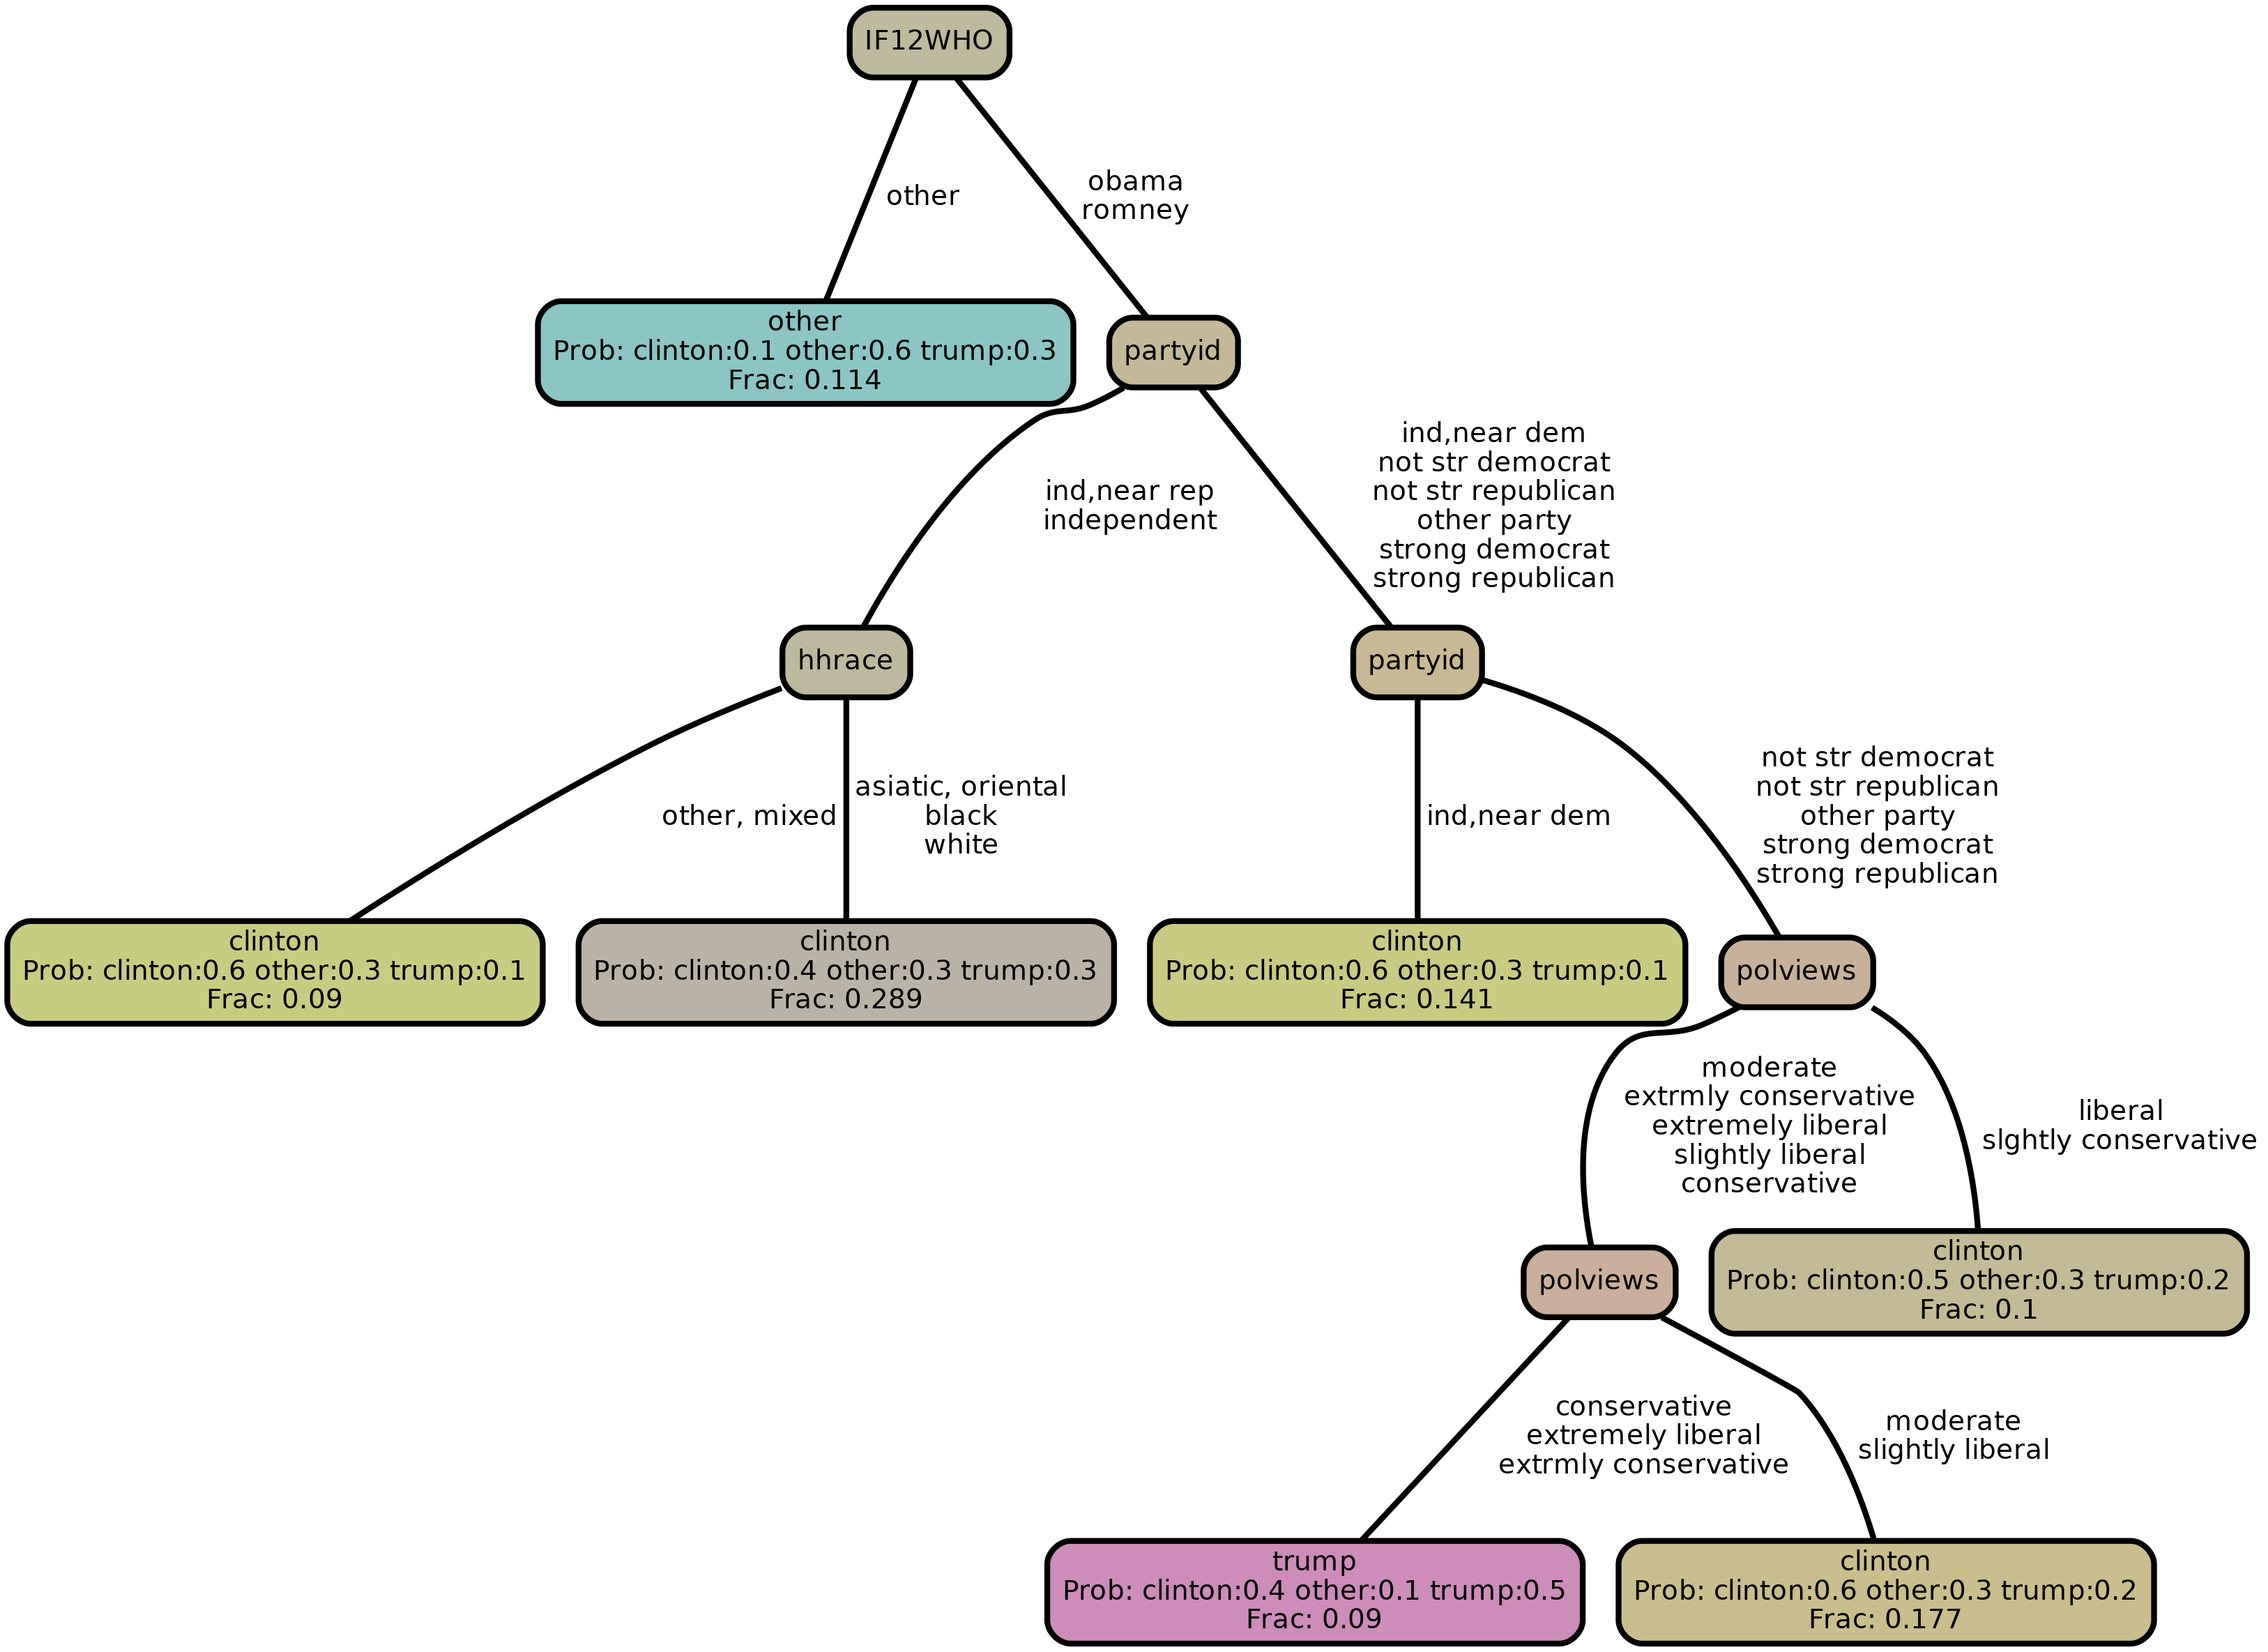 IF12WHO
other
obama
romney
other
Prob: clinton:0.1 other:0.6 trump:0.3
Frac: 0.114
partyid
ind,near rep
independent
ind,near dem
not str democrat
not str republican
other party
strong democrat
strong republican
hhrace
partyid
other, mixed
asiatic, oriental
black
white
ind,near dem
not str democrat
not str republican
other party
strong democrat
strong republican
clinton
Prob: clinton:0.6 other:0.3 trump:0.1
Frac: 0.09
clinton
Prob: clinton:0.4 other:0.3 trump:0.3
Frac: 0.289
clinton
Prob: clinton:0.6 other:0.3 trump:0.1
Frac: 0.141
polviews
moderate
extrmly conservative
extremely liberal
slightly liberal
conservative
liberal
slghtly conservative
polviews
clinton
Prob: clinton:0.5 other:0.3 trump:0.2
Frac: 0.1
conservative
extremely liberal
extrmly conservative
moderate
slightly liberal
trump
Prob: clinton:0.4 other:0.1 trump:0.5
Frac: 0.09
clinton
Prob: clinton:0.6 other:0.3 trump:0.2
Frac: 0.177